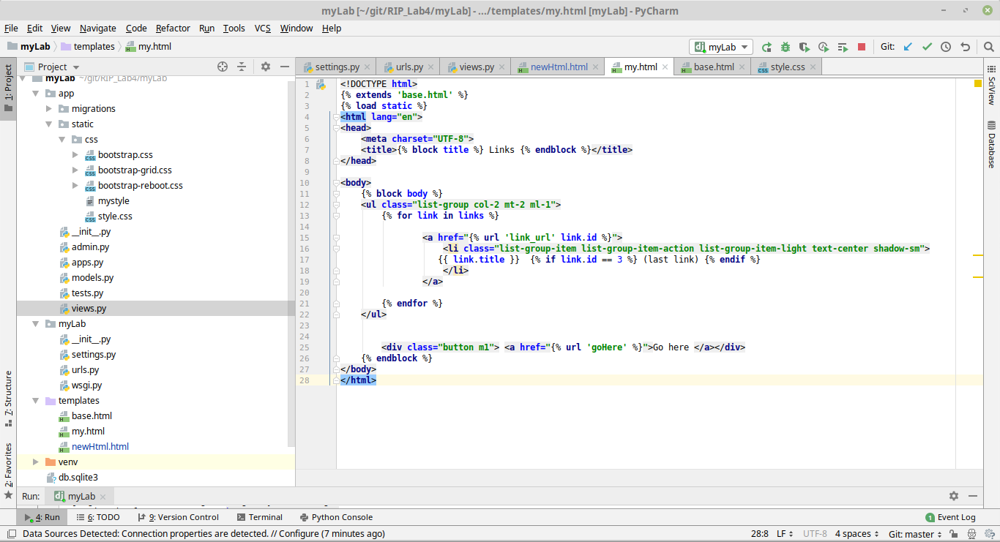 myLab [~/git/RIP_Lab4/myLab] - .../templates/my.html [myLab] - PyCharm
File Edit View Navigate Code Refactor Run Tools VCS Window Help
myLab templates my.html myLab Git:
Project settings.py urls.py views.py newHtml.html my.html base.html style.css
1: Project
7: Structure
2: Favorites
SciView
Database
myLab ~/git/RIP_Lab4/myLab
app
migrations
static
css
bootstrap.css
bootstrap-grid.css
bootstrap-reboot.css
mystyle
style.css
__init__.py
admin.py
apps.py
models.py
tests.py
views.py
myLab
__init__.py
settings.py
urls.py
wsgi.py
templates
base.html
my.html
newHtml.html
venv
db.sqlite3
1 <!DOCTYPE html>
2 {% extends 'base.html' %}
3 {% load static %}
4 <html lang="en">
5 <head>
6 <meta charset="UTF-8">
7 <title>{% block title %} Links {% endblock %}</title>
8 </head>
9
10 <body>
11 {% block body %}
12 <ul class="list-group col-2 mt-2 ml-1">
13 {% for link in links %}
14
15 <a href="{% url 'link_url' link.id %}">
16 <li class="list-group-item list-group-item-action list-group-item-light text-center shadow-sm">
17 {{ link.title }}  {% if link.id == 3 %} (last link) {% endif %}
18 </li>
19 </a>
20
21 {% endfor %}
22 </ul>
23
24
25 <div class="button m1"> <a href="{% url 'goHere' %}">Go here </a></div>
26 {% endblock %}
27 </body>
28 </html>
Run: myLab
4: Run 6: TODO 9: Version Control Terminal Python Console 1 Event Log
Data Sources Detected: Connection properties are detected. // Configure (7 minutes ago) 28:8 LF UTF-8 4 spaces Git: master